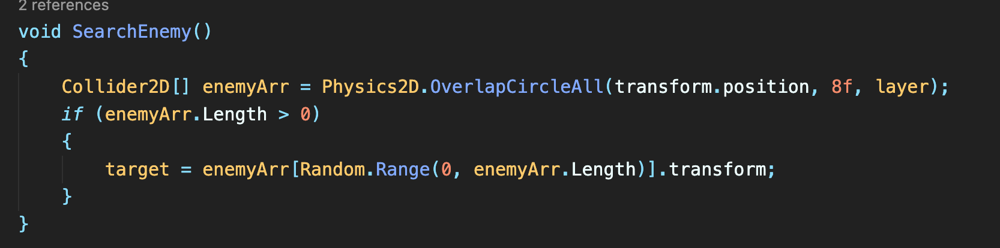 2 references
void SearchEnemy()
{
    Collider2D[] enemyArr = Physics2D.OverlapCircleAll(transform.position, 8f, layer);
    if (enemyArr.Length > 0)
    {
        target = enemyArr[Random.Range(0, enemyArr.Length)].transform;
    }
}